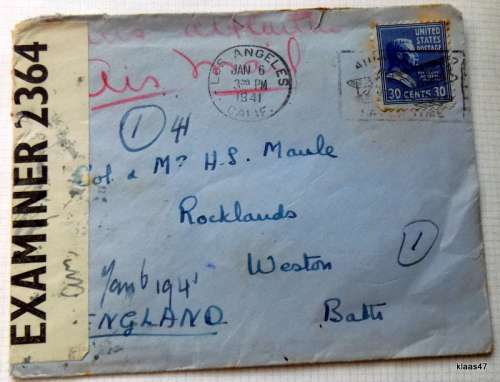 EXAMINER 2364
Air Mail
LOS ANGELES
JAN 6
3 PM
1941
CALIF.
UNITED
STATES
POSTAGE
30 CENTS 30
1 41
Col. & Mrs H.S. Maule
Rocklands
Weston
Bath
Jan 6 1941
ENGLAND
1
klaas47